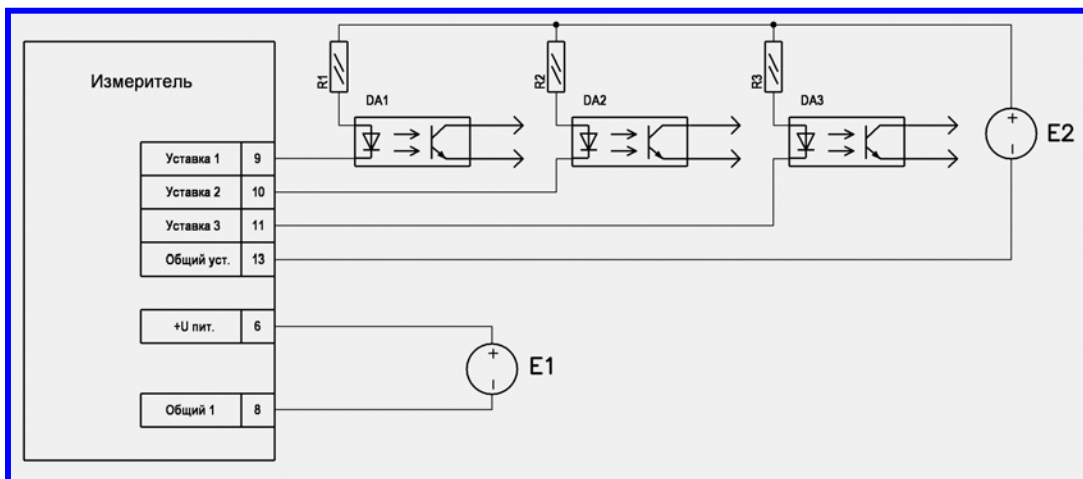 Измеритель
R1
R2
R3
DA1
DA2
DA3
+
E2
−
Уставка 1 9
Уставка 2 10
Уставка 3 11
Общий уст. 13
+U пит. 6
+
E1
−
Общий 1 8